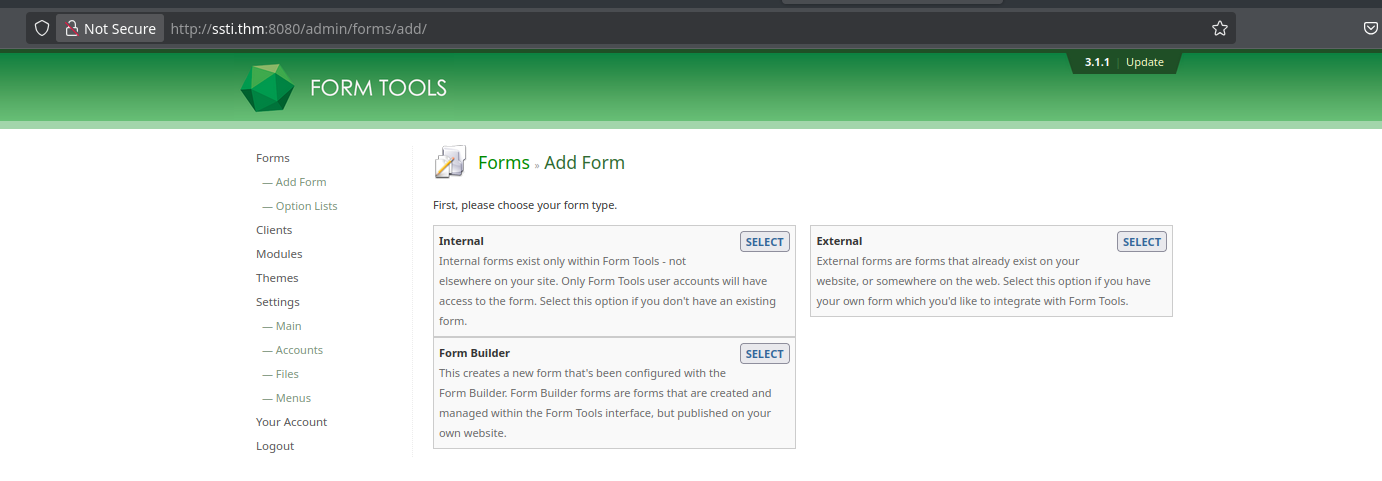 Not Secure http://ssti.thm:8080/admin/forms/add/
3.1.1 | Update
FORM TOOLS
Forms
— Add Form
— Option Lists
Clients
Modules
Themes
Settings
— Main
— Accounts
— Files
— Menus
Your Account
Logout
Forms » Add Form
First, please choose your form type.
Internal SELECT
Internal forms exist only within Form Tools - not
elsewhere on your site. Only Form Tools user accounts will have
access to the form. Select this option if you don't have an existing
form.
External SELECT
External forms are forms that already exist on your
website, or somewhere on the web. Select this option if you have
your own form which you'd like to integrate with Form Tools.
Form Builder SELECT
This creates a new form that's been configured with the
Form Builder. Form Builder forms are forms that are created and
managed within the Form Tools interface, but published on your
own website.